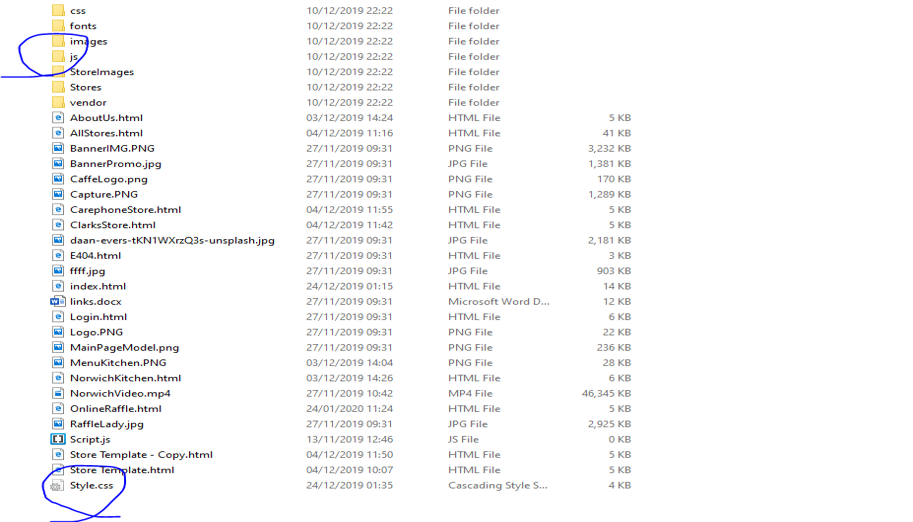 css 10/12/2019 22:22 File folder
fonts 10/12/2019 22:22 File folder
images 10/12/2019 22:22 File folder
js 10/12/2019 22:22 File folder
StoreImages 10/12/2019 22:22 File folder
Stores 10/12/2019 22:22 File folder
vendor 10/12/2019 22:22 File folder
AboutUs.html 03/12/2019 14:24 HTML File 5 KB
AllStores.html 04/12/2019 11:16 HTML File 41 KB
BannerIMG.PNG 27/11/2019 09:31 PNG File 3,232 KB
BannerPromo.jpg 27/11/2019 09:31 JPG File 1,381 KB
CaffeLogo.png 27/11/2019 09:31 PNG File 170 KB
Capture.PNG 27/11/2019 09:31 PNG File 1,289 KB
CarephoneStore.html 04/12/2019 11:55 HTML File 5 KB
ClarksStore.html 04/12/2019 11:42 HTML File 5 KB
daan-evers-tKN1WXrzQ3s-unsplash.jpg 27/11/2019 09:31 JPG File 2,181 KB
E404.html 27/11/2019 09:31 HTML File 3 KB
ffff.jpg 27/11/2019 09:31 JPG File 903 KB
index.html 24/12/2019 01:15 HTML File 14 KB
links.docx 27/11/2019 09:31 Microsoft Word D... 12 KB
Login.html 27/11/2019 09:31 HTML File 6 KB
Logo.PNG 27/11/2019 09:31 PNG File 22 KB
MainPageModel.png 27/11/2019 09:31 PNG File 236 KB
MenuKitchen.PNG 03/12/2019 14:04 PNG File 28 KB
NorwichKitchen.html 03/12/2019 14:26 HTML File 6 KB
NorwichVideo.mp4 27/11/2019 10:42 MP4 File 46,345 KB
OnlineRaffle.html 24/01/2020 11:24 HTML File 5 KB
RaffleLady.jpg 27/11/2019 09:31 JPG File 2,925 KB
Script.js 13/11/2019 12:46 JS File 0 KB
Store Template - Copy.html 04/12/2019 11:50 HTML File 5 KB
Store Template.html 04/12/2019 10:07 HTML File 5 KB
Style.css 24/12/2019 01:35 Cascading Style S... 4 KB